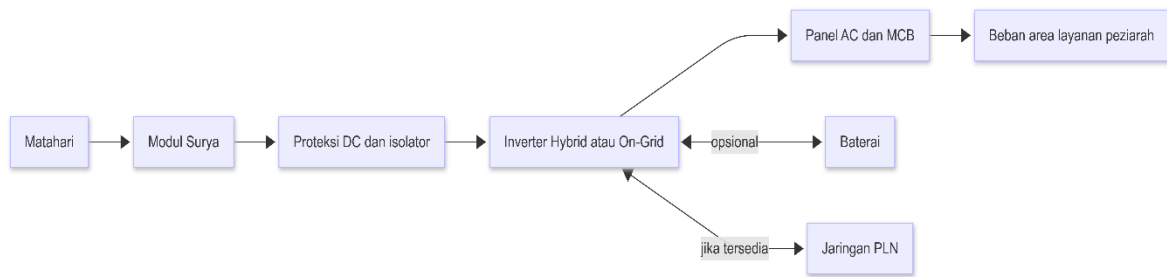 Panel AC dan MCB
Beban area layanan peziarah
Matahari
Modul Surya
Proteksi DC dan isolator
Inverter Hybrid atau On-Grid
opsional
Baterai
jika tersedia
Jaringan PLN